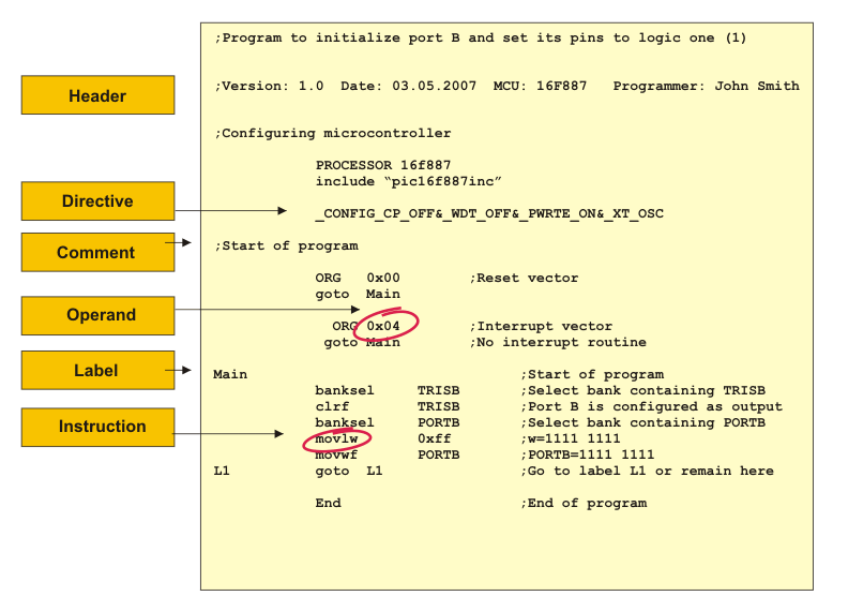 ;Program to initialize port B and set its pins to logic one (1)
Header
;Version: 1.0 Date: 03.05.2007 MCU: 16F887 Programmer: John Smith
;Configuring microcontroller
PROCESSOR 16f887
include “pic16f887inc”
Directive
_CONFIG_CP_OFF&_WDT_OFF&_PWRTE_ON&_XT_OSC
Comment
;Start of program
ORG 0x00 ;Reset vector
goto Main
Operand
ORG 0x04 ;Interrupt vector
goto Main ;No interrupt routine
Label
Main ;Start of program
banksel TRISB ;Select bank containing TRISB
clrf TRISB ;Port B is configured as output
banksel PORTB ;Select bank containing PORTB
Instruction
movlw 0xff ;w=1111 1111
movwf PORTB ;PORTB=1111 1111
L1 goto L1 ;Go to label L1 or remain here
End ;End of program